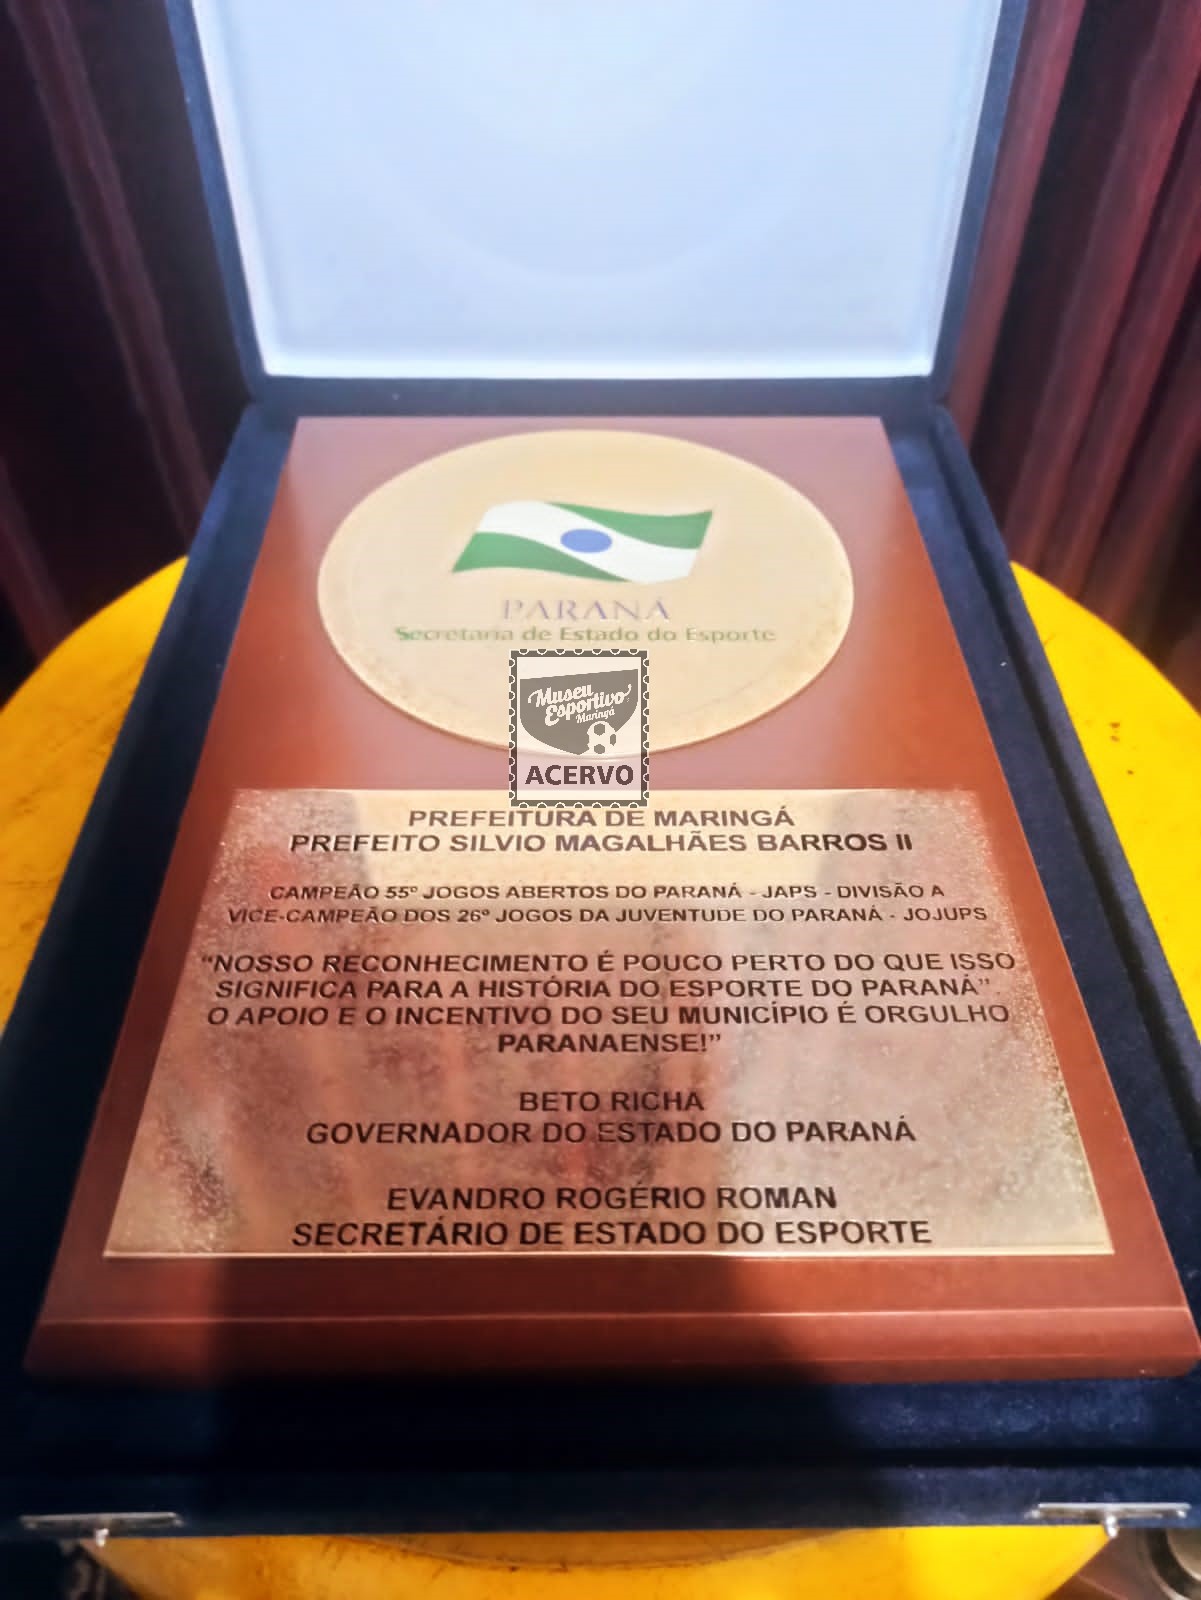 PARANÁ
Secretaria de Estado do Esporte
Museu
Esportivo
Maringá
ACERVO
PREFEITURA DE MARINGÁ
PREFEITO SILVIO MAGALHÃES BARROS II
CAMPEÃO 55º JOGOS ABERTOS DO PARANÁ - JAPS - DIVISÃO A
VICE-CAMPEÃO DOS 26º JOGOS DA JUVENTUDE DO PARANÁ - JOJUPS
“NOSSO RECONHECIMENTO É POUCO PERTO DO QUE ISSO
SIGNIFICA PARA A HISTÓRIA DO ESPORTE DO PARANÁ”.
O APOIO E O INCENTIVO DO SEU MUNICÍPIO É ORGULHO
PARANAENSE!”
BETO RICHA
GOVERNADOR DO ESTADO DO PARANÁ
EVANDRO ROGÉRIO ROMAN
SECRETÁRIO DE ESTADO DO ESPORTE